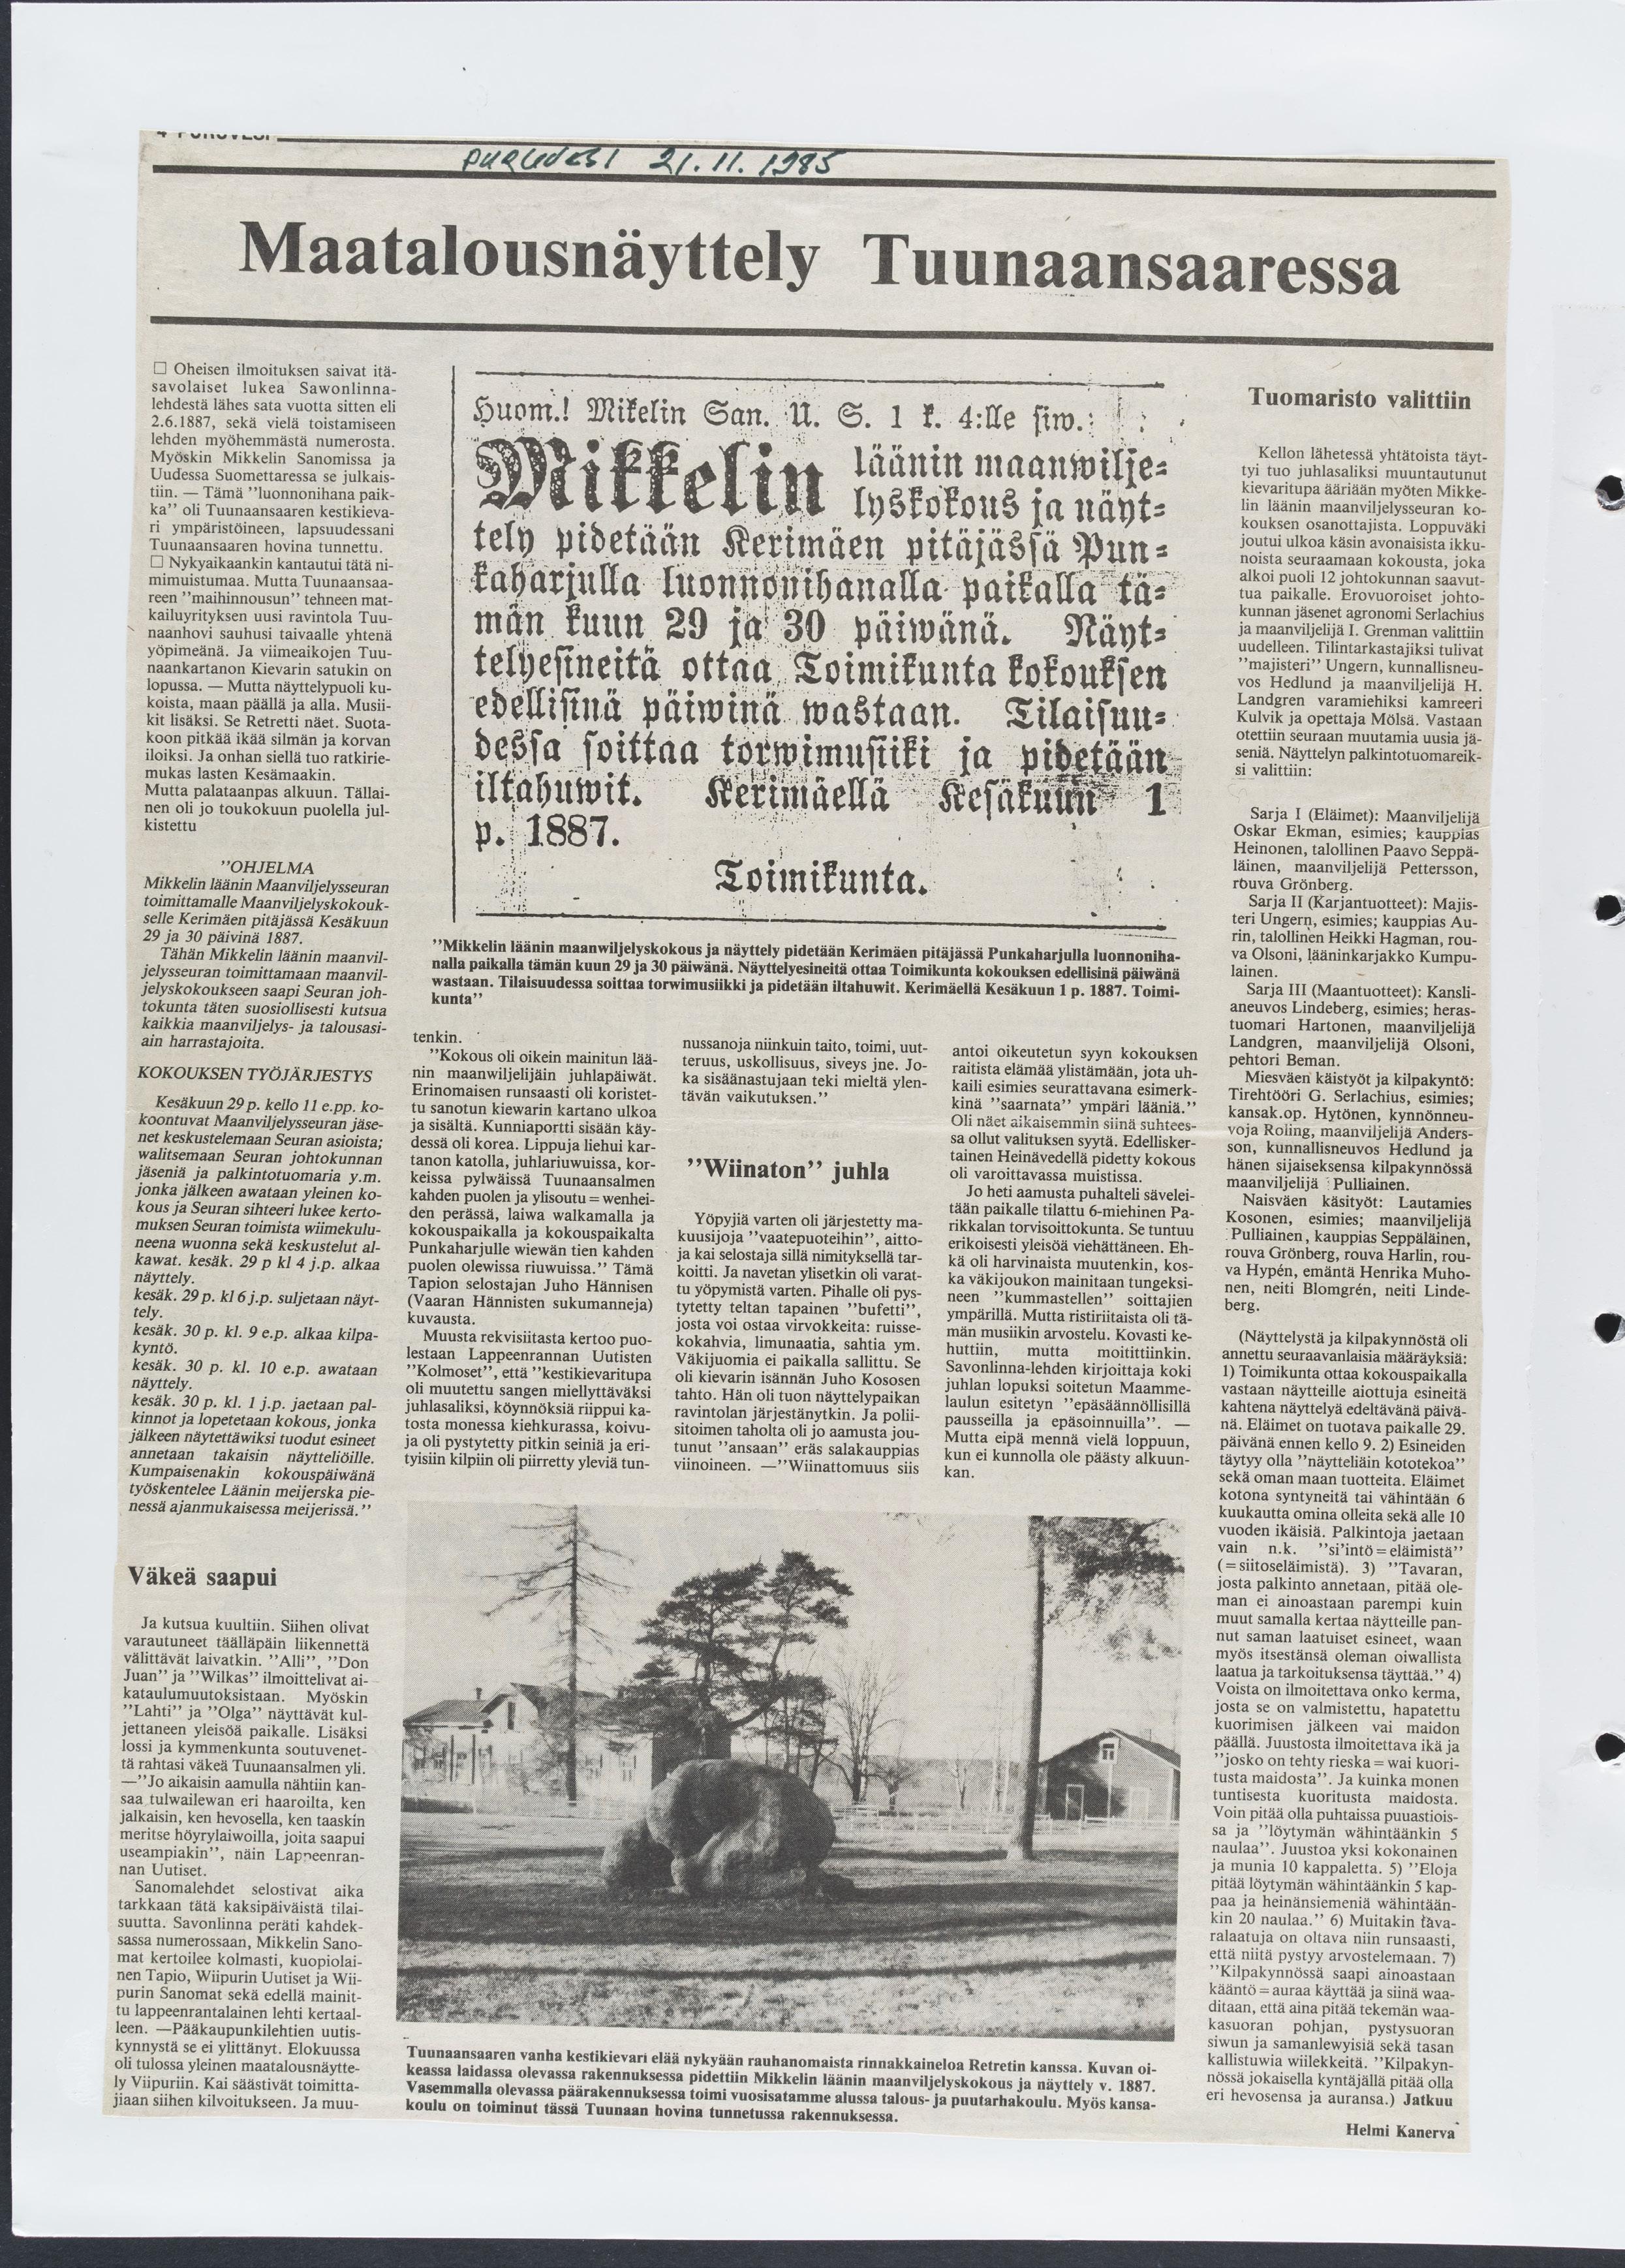 4 PURUVESI
PURUVESI 21.11.1985
Maatalousnäyttely Tuunaansaaressa
□ Oheisen ilmoituksen saivat itä-
savolaiset lukea Sawonlinna-
lehdestä lähes sata vuotta sitten eli
2.6.1887, sekä vielä toistamiseen
lehden myöhemmästä numerosta.
Myöskin Mikkelin Sanomissa ja
Uudessa Suomettaressa se julkais-
tiin. — Tämä ”luonnonihana paik-
ka” oli Tuunaansaaren kestikieva-
ri ympäristöineen, lapsuudessani
Tuunaansaaren hovina tunnettu.
□ Nykyaikaankin kantautui tätä ni-
mimuistumaa. Mutta Tuunaansaa-
reen ”maihinnousun” tehneen mat-
kailuyrityksen uusi ravintola Tuu-
naanhovi sauhusi taivaalle yhtenä
yöpimeänä. Ja viimeaikojen Tuu-
naankartanon Kievarin satukin on
lopussa. — Mutta näyttelypuoli ku-
koista, maan päällä ja alla. Musii-
kit lisäksi. Se Retretti näet. Suota-
koon pitkää ikää silmän ja korvan
iloiksi. Ja onhan siellä tuo ratkirie-
mukas lasten Kesämaakin.
Mutta palataanpas alkuun. Tällai-
nen oli jo toukokuun puolella jul-
kistettu
”OHJELMA
Mikkelin läänin Maanviljelysseuran
toimittamalle Maanviljelyskokouk-
selle Kerimäen pitäjässä Kesäkuun
29 ja 30 päivinä 1887.
Tähän Mikkelin läänin maanvil-
jelysseuran toimittamaan maanvil-
jelyskokoukseen saapi Seuran joh-
tokunta täten suosiollisesti kutsua
kaikkia maanviljelys- ja talousasi-
ain harrastajoita.
KOKOUKSEN TYÖJÄRJESTYS
Kesäkuun 29 p. kello 11 e.pp. ko-
koontuvat Maanviljelysseuran jäse-
net keskustelemaan Seuran asioista;
walitsemaan Seuran johtokunnan
jäseniä ja palkintotuomaria y.m.
jonka jälkeen awataan yleinen ko-
kous ja Seuran sihteeri lukee kerto-
muksen Seuran toimista wiimekulu-
neena wuonna sekä keskustelut al-
kawat. kesäk. 29 p kl 4 j.p. alkaa
näyttely.
kesäk. 29 p. kl 6 j.p. suljetaan näyt-
tely.
kesäk. 30 p. kl. 9 e.p. alkaa kilpa-
kyntö.
kesäk. 30 p. kl. 10 e.p. awataan
näyttely.
kesäk. 30 p. kl. 1 j.p. jaetaan pal-
kinnot ja lopetetaan kokous, jonka
jälkeen näytettäwiksi tuodut esineet
annetaan takaisin näytteliöille.
Kumpaisenakin kokouspäiwänä
työskentelee Läänin meijerska pie-
nessä ajanmukaisessa meijerissä.”
Väkeä saapui
Ja kutsua kuultiin. Siihen olivat
varautuneet täälläpäin liikennettä
välittävät laivatkin. ”Alli”, ”Don
Juan” ja ”Wilkas” ilmoittelivat ai-
kataulumuutoksistaan. Myöskin
”Lahti” ja ”Olga” näyttävät kul-
jettaneen yleisöä paikalle. Lisäksi
lossi ja kymmenkunta soutuvenet-
tä rahtasi väkeä Tuunaansalmen yli.
—”Jo aikaisin aamulla nähtiin kan-
saa tulwailewan eri haaroilta, ken
jalkaisin, ken hevosella, ken taaskin
meritse höyrylaiwoilla, joita saapui
useampiakin”, näin Lappeenran-
nan Uutiset.
Sanomalehdet selostivat aika
tarkkaan tätä kaksipäiväistä tilai-
suutta. Savonlinna peräti kahdek-
sassa numerossaan, Mikkelin Sano-
mat kertoilee kolmasti, kuopiolai-
nen Tapio, Wiipurin Uutiset ja Wii-
purin Sanomat sekä edellä mainit-
tu lappeenrantalainen lehti kertaal-
leen. —Pääkaupunkilehtien uutis-
kynnystä se ei ylittänyt. Elokuussa
oli tulossa yleinen maatalousnäytte-
ly Viipuriin. Kai säästivät toimitta-
jiaan siihen kilvoitukseen. Ja muu-
Huom.! Mikelin San. U. S. 1 k. 4:lle siw.:
Mikkelin läänin maanwilje-
lyskokous ja näyt-
tely pidetään Kerimäen pitäjässä Pun-
kaharjulla luonnonihanalla paikalla tä-
män kuun 29 ja 30 päiwänä. Näyt-
telyesineitä ottaa Toimikunta kokouksen
edellisinä päiwinä wastaan. Tilaisuu-
dessa soittaa torwimusiiki ja pidetään
iltahuwit. Kerimäellä Kesäkuun 1
p. 1887.
Toimikunta.
”Mikkelin läänin maanwiljelyskokous ja näyttely pidetään Kerimäen pitäjässä Punkaharjulla luonnoniha-
nalla paikalla tämän kuun 29 ja 30 päiwänä. Näyttelyesineitä ottaa Toimikunta kokouksen edellisinä päiwänä
wastaan. Tilaisuudessa soittaa torwimusiikki ja pidetään iltahuwit. Kerimäellä Kesäkuun 1 p. 1887. Toimi-
kunta”
tenkin.
”Kokous oli oikein mainitun lää-
nin maanwiljelijäin juhlapäiwät.
Erinomaisen runsaasti oli koristet-
tu sanotun kiewarin kartano ulkoa
ja sisältä. Kunniaportti sisään käy-
dessä oli korea. Lippuja liehui kar-
tanon katolla, juhlariuwuissa, kor-
keissa pylwäissä Tuunaansalmen
kahden puolen ja ylisoutu=wenhei-
den perässä, laiwa walkamalla ja
kokouspaikalla ja kokouspaikalta
Punkaharjulle wiewän tien kahden
puolen olewissa riuwuissa.” Tämä
Tapion selostajan Juho Hännisen
(Vaaran Hännisten sukumanneja)
kuvausta.
Muusta rekvisiitasta kertoo puo-
lestaan Lappeenrannan Uutisten
”Kolmoset”, että ”kestikievaritupa
oli muutettu sangen miellyttäväksi
juhlasaliksi, köynnöksiä riippui ka-
tosta monessa kiehkurassa, koivu-
ja oli pystytetty pitkin seiniä ja eri-
tyisiin kilpiin oli piirretty yleviä tun-
nussanoja niinkuin taito, toimi, uut-
teruus, uskollisuus, siveys jne. Jo-
ka sisäänastujaan teki mieltä ylen-
tävän vaikutuksen.”
”Wiinaton” juhla
Yöpyjiä varten oli järjestetty ma-
kuusijoja ”vaatepuoteihin”, aitto-
ja kai selostaja sillä nimityksellä tar-
koitti. Ja navetan ylisetkin oli varat-
tu yöpymistä varten. Pihalle oli pys-
tytetty teltan tapainen ”bufetti”,
josta voi ostaa virvokkeita: ruisse-
kokahvia, limunaatia, sahtia ym.
Väkijuomia ei paikalla sallittu. Se
oli kievarin isännän Juho Kososen
tahto. Hän oli tuon näyttelypaikan
ravintolan järjestänytkin. Ja polii-
sitoimen taholta oli jo aamusta jou-
tunut ”ansaan” eräs salakauppias
viinoineen. —”Wiinattomuus siis
antoi oikeutetun syyn kokouksen
raitista elämää ylistämään, jota uh-
kaili esimies seurattavana esimerk-
kinä ”saarnata” ympäri lääniä.”
Oli näet aikaisemmin siinä suhtees-
sa ollut valituksen syytä. Edellisker-
tainen Heinävedellä pidetty kokous
oli varoittavassa muistissa.
Jo heti aamusta puhalteli sävelei-
tään paikalle tilattu 6-miehinen Pa-
rikkalan torvisoittokunta. Se tuntuu
erikoisesti yleisöä viehättäneen. Eh-
kä oli harvinaista muutenkin, kos-
ka väkijoukon mainitaan tungeksi-
neen ”kummastellen” soittajien
ympärillä. Mutta ristiriitaista oli tä-
män musiikin arvostelu. Kovasti ke-
huttiin, mutta moitittiinkin.
Savonlinna-lehden kirjoittaja koki
juhlan lopuksi soitetun Maamme-
laulun esitetyn ”epäsäännöllisillä
pausseilla ja epäsoinnuilla”. —
Mutta eipä mennä vielä loppuun,
kun ei kunnolla ole päästy alkuun-
kan.
Tuunaansaaren vanha kestikievari elää nykyään rauhanomaista rinnakkaineloa Retretin kanssa. Kuvan oi-
keassa laidassa olevassa rakennuksessa pidettiin Mikkelin läänin maanviljelyskokous ja näyttely v. 1887.
Vasemmalla olevassa päärakennuksessa toimi vuosisatamme alussa talous- ja puutarhakoulu. Myös kansa-
koulu on toiminut tässä Tuunaan hovina tunnetussa rakennuksessa.
Tuomaristo valittiin
Kellon lähetessä yhtätoista täyt-
tyi tuo juhlasaliksi muuntautunut
kievaritupa ääriään myöten Mikke-
lin läänin maanviljelysseuran ko-
kouksen osanottajista. Loppuväki
joutui ulkoa käsin avonaisista ikku-
noista seuraamaan kokousta, joka
alkoi puoli 12 johtokunnan saavut-
tua paikalle. Erovuoroiset johto-
kunnan jäsenet agronomi Serlachius
ja maanviljelijä I. Grenman valittiin
uudelleen. Tilintarkastajiksi tulivat
”majisteri” Ungern, kunnallisneu-
vos Hedlund ja maanviljelijä H.
Landgren varamiehiksi kamreeri
Kulvik ja opettaja Mölsä. Vastaan
otettiin seuraan muutamia uusia jä-
seniä. Näyttelyn palkintotuomareik-
si valittiin:
Sarja I (Eläimet): Maanviljelijä
Oskar Ekman, esimies; kauppias
Heinonen, talollinen Paavo Seppä-
läinen, maanviljelijä Pettersson,
rouva Grönberg.
Sarja II (Karjantuotteet): Majis-
teri Ungern, esimies; kauppias Au-
rin, talollinen Heikki Hagman, rou-
va Olsoni, lääninkarjakko Kumpu-
lainen.
Sarja III (Maantuotteet): Kansli-
aneuvos Lindeberg, esimies; heras-
tuomari Hartonen, maanviljelijä
Landgren, maanviljelijä Olsoni,
pehtori Beman.
Miesväen käistyöt ja kilpakyntö:
Tirehtööri G. Serlachius, esimies;
kansak.op. Hytönen, kynnönneu-
voja Roling, maanviljelijä Anders-
son, kunnallisneuvos Hedlund ja
hänen sijaiseksensa kilpakynnössä
maanviljelijä Pulliainen.
Naisväen käsityöt: Lautamies
Kosonen, esimies; maanviljelijä
Pulliainen, kauppias Seppäläinen,
rouva Grönberg, rouva Harlin, rou-
va Hypén, emäntä Henrika Muho-
nen, neiti Blomgrén, neiti Linde-
berg.
(Näyttelystä ja kilpakynnöstä oli
annettu seuraavanlaisia määräyksiä:
1) Toimikunta ottaa kokouspaikalla
vastaan näytteille aiottuja esineitä
kahtena näyttelyä edeltävänä päivä-
nä. Eläimet on tuotava paikalle 29.
päivänä ennen kello 9. 2) Esineiden
täytyy olla ”näytteliäin kototekoa”
sekä oman maan tuotteita. Eläimet
kotona syntyneitä tai vähintään 6
kuukautta omina olleita sekä alle 10
vuoden ikäisiä. Palkintoja jaetaan
vain n.k. ”si’intö=eläimistä”
(=siitoseläimistä). 3) ”Tavaran,
josta palkinto annetaan, pitää ole-
man ei ainoastaan parempi kuin
muut samalla kertaa näytteille pan-
nut saman laatuiset esineet, waan
myös itsestänsä oleman oiwallista
laatua ja tarkoituksensa täyttää.” 4)
Voista on ilmoitettava onko kerma,
josta se on valmistettu, hapatettu
kuorimisen jälkeen vai maidon
päällä. Juustosta ilmoitettava ikä ja
”josko on tehty rieska=wai kuori-
tusta maidosta”. Ja kuinka monen
tuntisesta kuoritusta maidosta.
Voin pitää olla puhtaissa puuastiois-
sa ja ”löytymän wähintäänkin 5
naulaa”. Juustoa yksi kokonainen
ja munia 10 kappaletta. 5) ”Eloja
pitää löytymän wähintäänkin 5 kap-
paa ja heinänsiemeniä wähintään-
kin 20 naulaa.” 6) Muitakin tava-
ralaatuja on oltava niin runsaasti,
että niitä pystyy arvostelemaan. 7)
”Kilpakynnössä saapi ainoastaan
kääntö=auraa käyttää ja siinä waa-
ditaan, että aina pitää tekemän waa-
kasuoran pohjan, pystysuoran
siwun ja samanlewyisiä sekä tasan
kallistuwia wiilekkeitä. ”Kilpakyn-
nössä jokaisella kyntäjällä pitää olla
eri hevosensa ja auransa.) Jatkuu
Helmi Kanerva